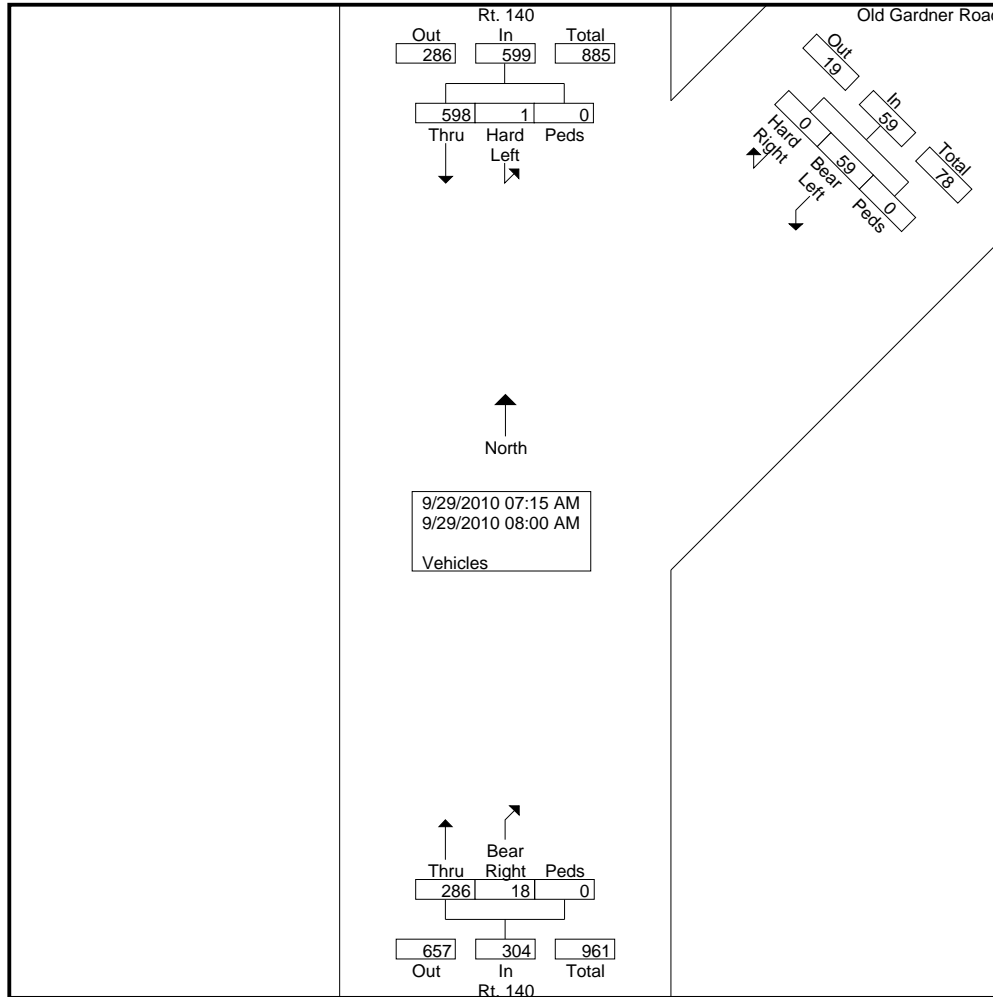 Rt. 140
Out In Total
286 599 885
598 1 0
Thru Hard Left Peds
Old Gardner Road
Out
19
In
59
Total
78
0 59 0
Hard Right
Bear Left
Peds
North
9/29/2010 07:15 AM
9/29/2010 08:00 AM
Vehicles
Bear
Thru Right Peds
286 18 0
657 304 961
Out In Total
Rt. 140